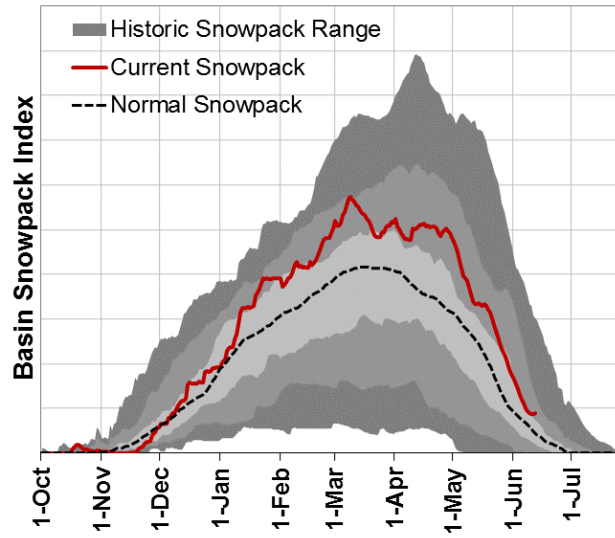 Historic Snowpack Range
Current Snowpack
Normal Snowpack
Basin Snowpack Index
1-Oct
1-Nov
1-Dec
1-Jan
1-Feb
1-Mar
1-Apr
1-May
1-Jun
1-Jul